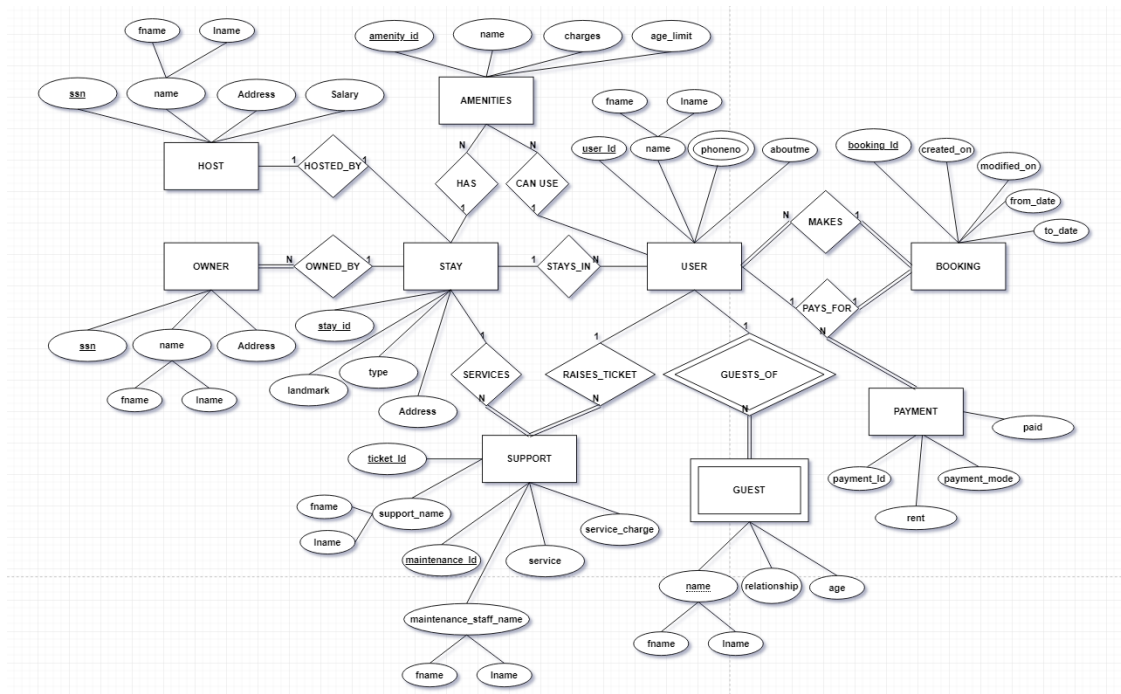 fname
lname
ssn
name
Address
Salary
HOST
amenity_id
name
charges
age_limit
AMENITIES
fname
lname
user_Id
name
phoneno
aboutme
booking_Id
created_on
modified_on
from_date
to_date
1 HOSTED_BY 1
N
HAS
1
N
CAN USE
1
N MAKES 1
OWNER
N OWNED_BY 1
STAY
1 STAYS_IN N
USER
BOOKING
1 PAYS_FOR 1
N
ssn
name
Address
fname
lname
stay_id
landmark
type
Address
1
SERVICES
N
1
RAISES_TICKET
N
1
GUESTS_OF
N
PAYMENT
paid
payment_Id
payment_mode
rent
SUPPORT
ticket_Id
fname
support_name
lname
maintenance_Id
service
service_charge
maintenance_staff_name
fname
lname
GUEST
name
relationship
age
fname
lname